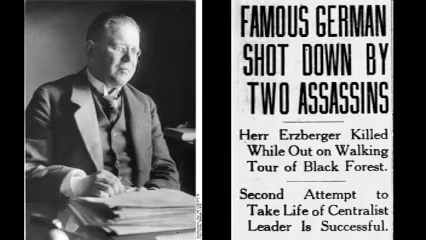 FAMOUS GERMAN
SHOT DOWN BY
TWO ASSASSINS
Herr Erzberger Killed
While Out on Walking
Tour of Black Forest.
Second Attempt to
Take Life of Centralist
Leader Is Successful.